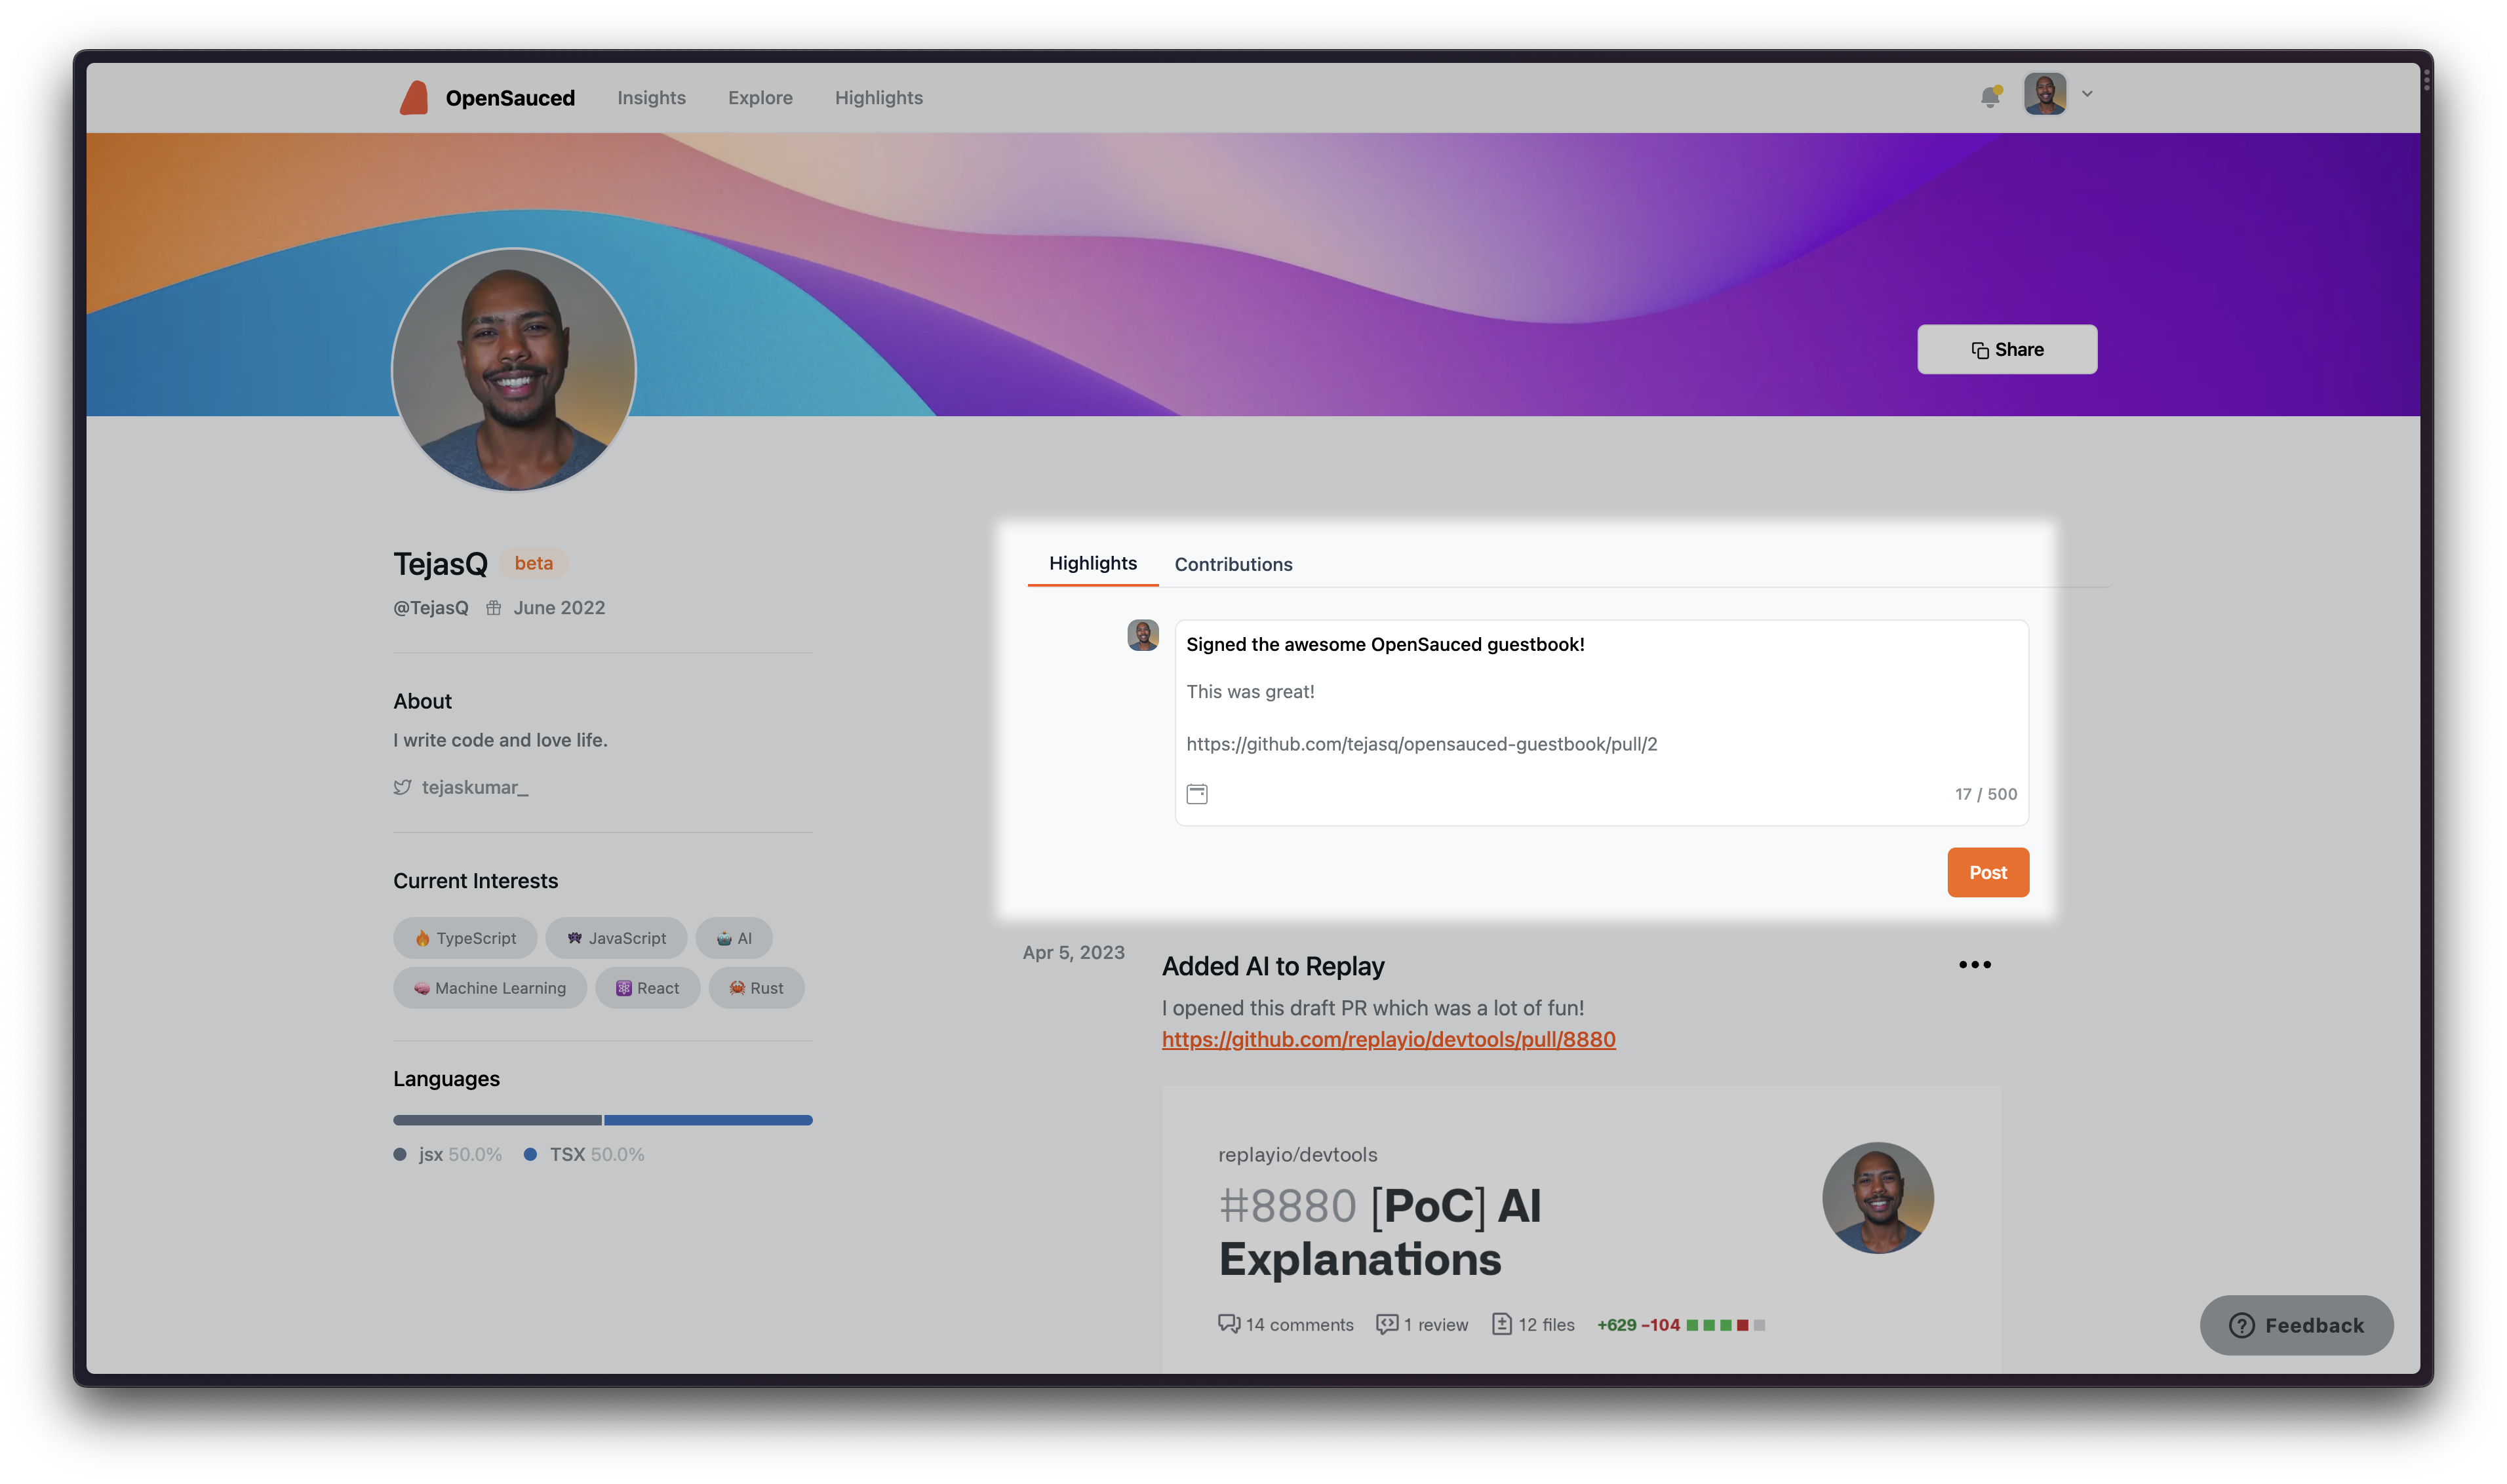 OpenSauced Insights Explore Highlights
Share
TejasQ beta
@TejasQ June 2022
About
I write code and love life.
tejaskumar_
Current Interests
TypeScript JavaScript AI
Machine Learning React Rust
Languages
jsx 50.0% TSX 50.0%
Highlights Contributions
Signed the awesome OpenSauced guestbook!
This was great!
https://github.com/tejasq/opensauced-guestbook/pull/2
17 / 500
Post
Apr 5, 2023
Added AI to Replay
I opened this draft PR which was a lot of fun!
https://github.com/replayio/devtools/pull/8880
replayio/devtools
#8880 [PoC] AI
Explanations
14 comments 1 review 12 files +629 −104
Feedback